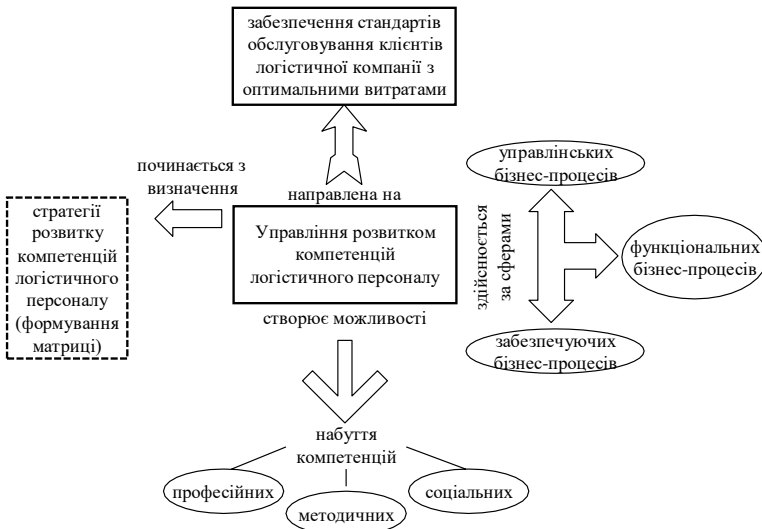 забезпечення стандартів
обслуговування клієнтів
логістичної компанії з
оптимальними витратами
починається з
визначення
направлена на
управлінських
бізнес-процесів
стратегії
розвитку
компетенцій
логістичного
персоналу
(формування
матриці)
Управління розвитком
компетенцій
логістичного персоналу
здійснюється
за сферами
функціональних
бізнес-процесів
створює можливості
забезпечуючих
бізнес-процесів
набуття
компетенцій
професійних
методичних
соціальних